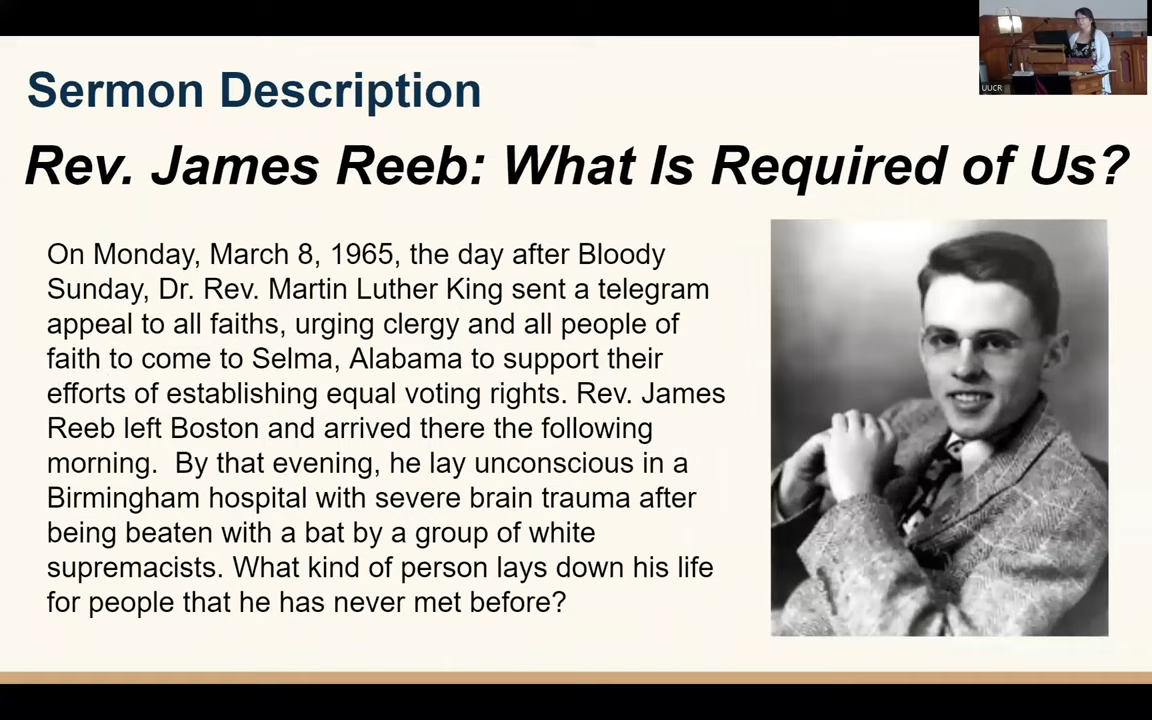 UUCR
Sermon Description
Rev. James Reeb: What Is Required of Us?
On Monday, March 8, 1965, the day after Bloody
Sunday, Dr. Rev. Martin Luther King sent a telegram
appeal to all faiths, urging clergy and all people of
faith to come to Selma, Alabama to support their
efforts of establishing equal voting rights. Rev. James
Reeb left Boston and arrived there the following
morning.  By that evening, he lay unconscious in a
Birmingham hospital with severe brain trauma after
being beaten with a bat by a group of white
supremacists. What kind of person lays down his life
for people that he has never met before?